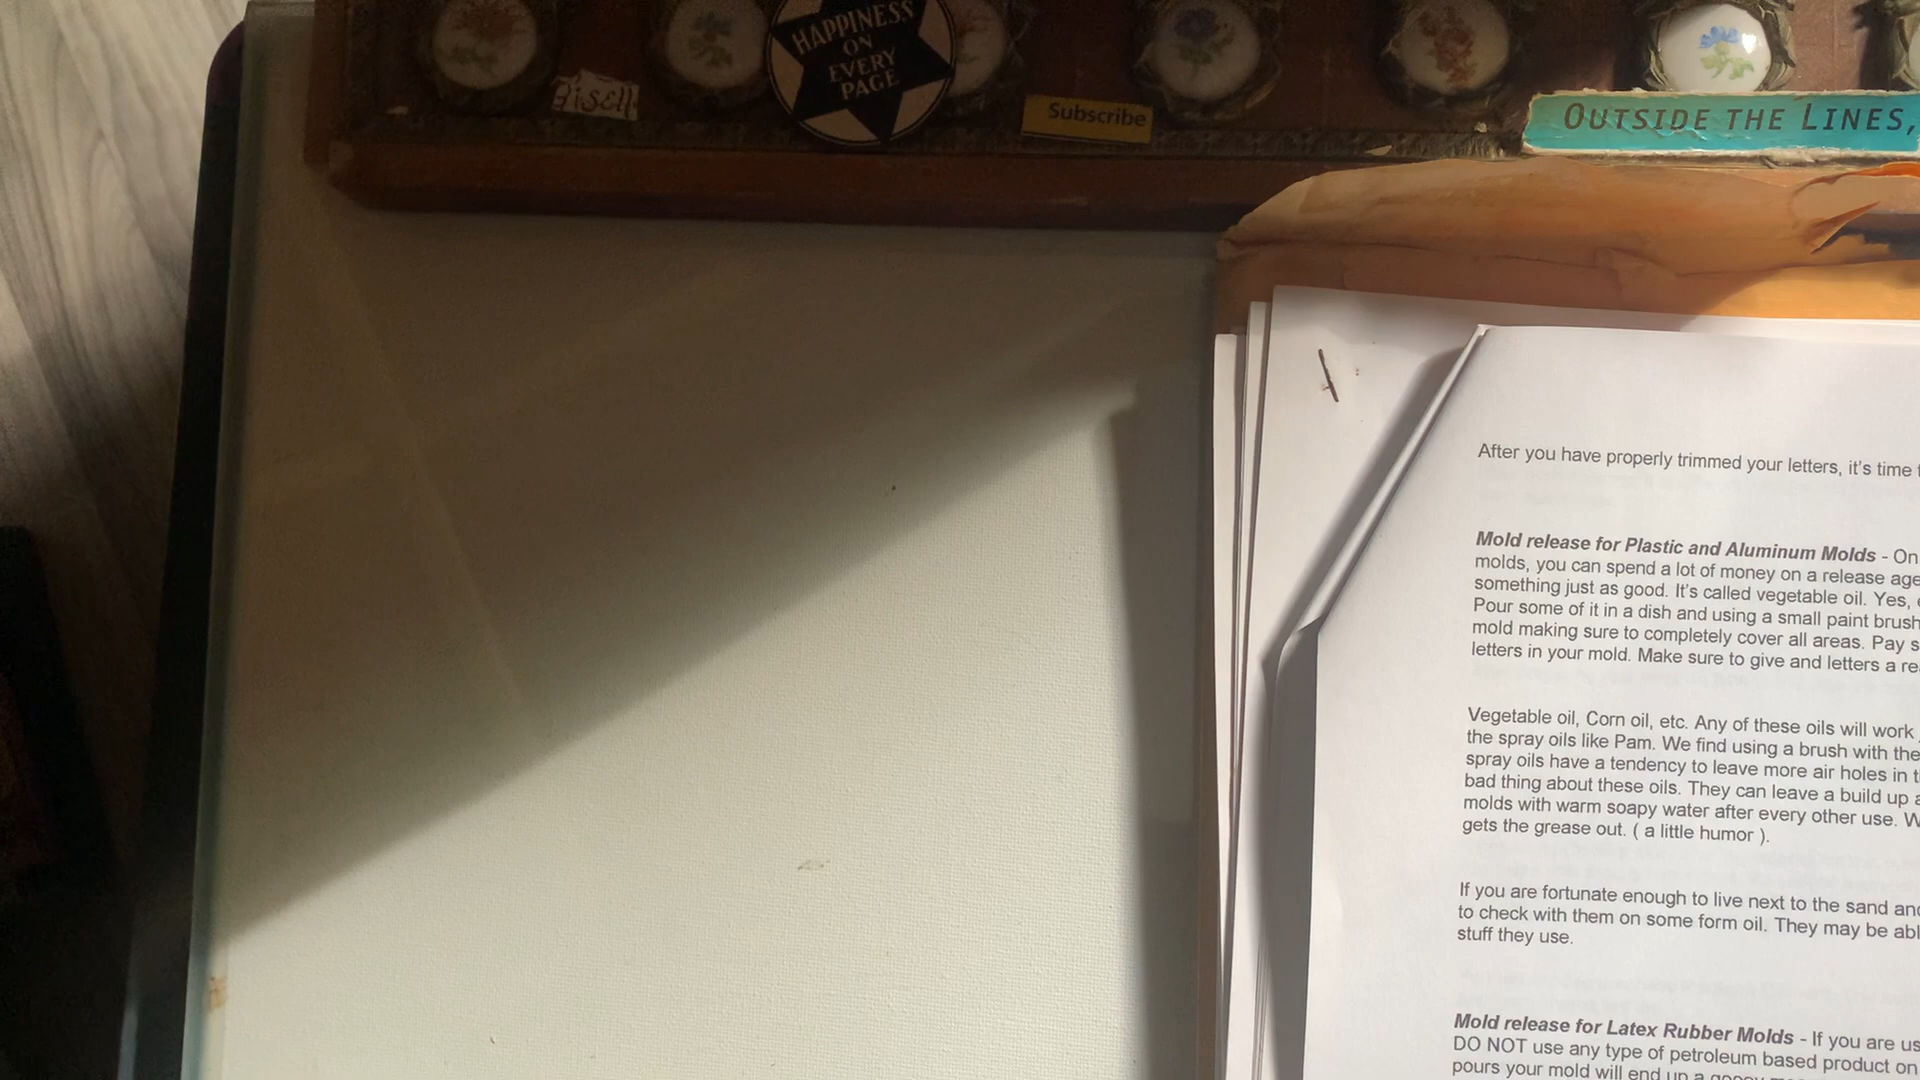 HAPPINESS
ON
EVERY
PAGE
Subscribe
OUTSIDE THE LINES,
After you have properly trimmed your letters, it's time
Mold release for Plastic and Aluminum Molds - On
molds, you can spend a lot of money on a release age
something just as good. It's called vegetable oil. Yes,
Pour some of it in a dish and using a small paint brush
mold making sure to completely cover all areas. Pay s
letters in your mold. Make sure to give and letters a re
Vegetable oil, Corn oil, etc. Any of these oils will work
the spray oils like Pam. We find using a brush with the
spray oils have a tendency to leave more air holes in t
bad thing about these oils. They can leave a build up a
molds with warm soapy water after every other use. W
gets the grease out. ( a little humor ).
If you are fortunate enough to live next to the sand and
to check with them on some form oil. They may be abl
stuff they use.
Mold release for Latex Rubber Molds - If you are us
DO NOT use any type of petroleum based product on
pours your mold will end up a gooey